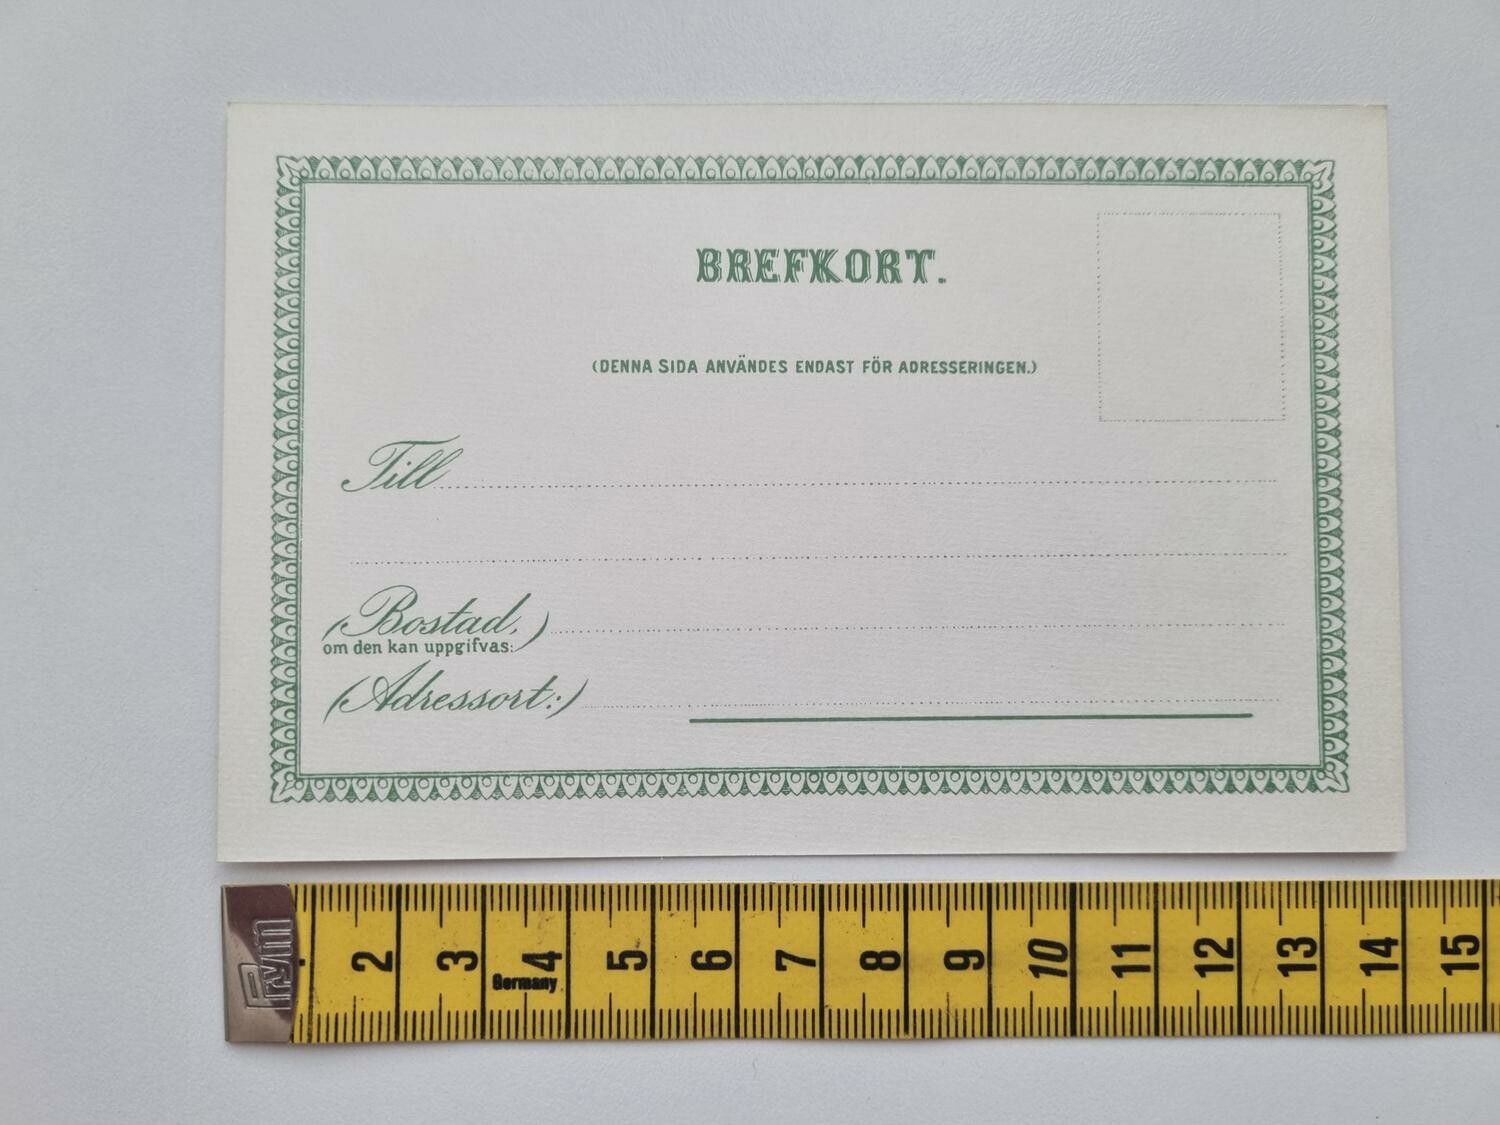 BREFKORT.
(DENNA SIDA ANVÄNDES ENDAST FÖR ADRESSERINGEN.)
Till
(Bostad,)
om den kan uppgifvas:
(Adressort:)
Prym
2 3 4 5 6 7 8 9 10 11 12 13 14 15
Germany